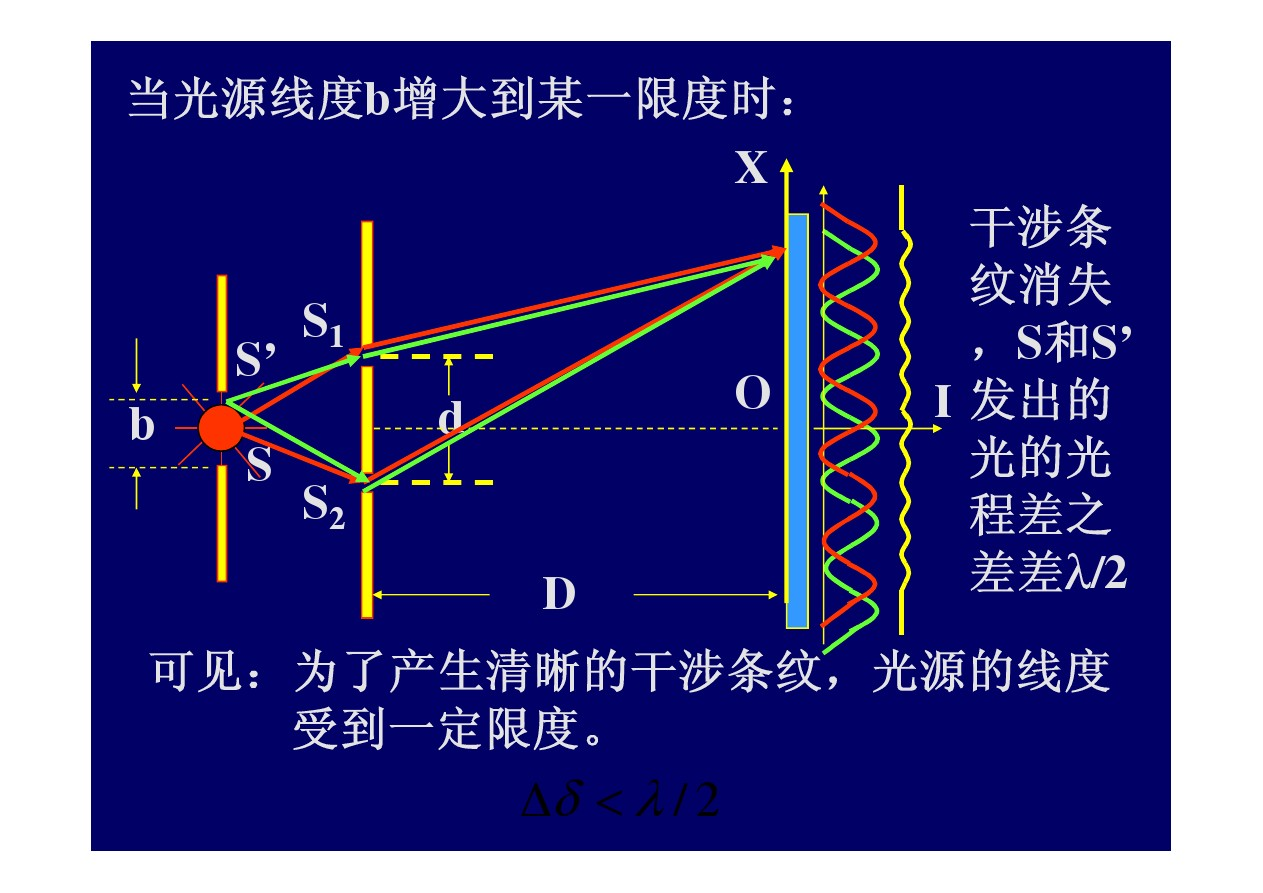 当光源线度b增大到某一限度时：
X
S1
S’
b
S
S2
d
O
I
D
干涉条
纹消失
，S和S’
发出的
光的光
程差之
差差λ/2
可见：为了产生清晰的干涉条纹，光源的线度
受到一定限度。
Δδ < λ / 2